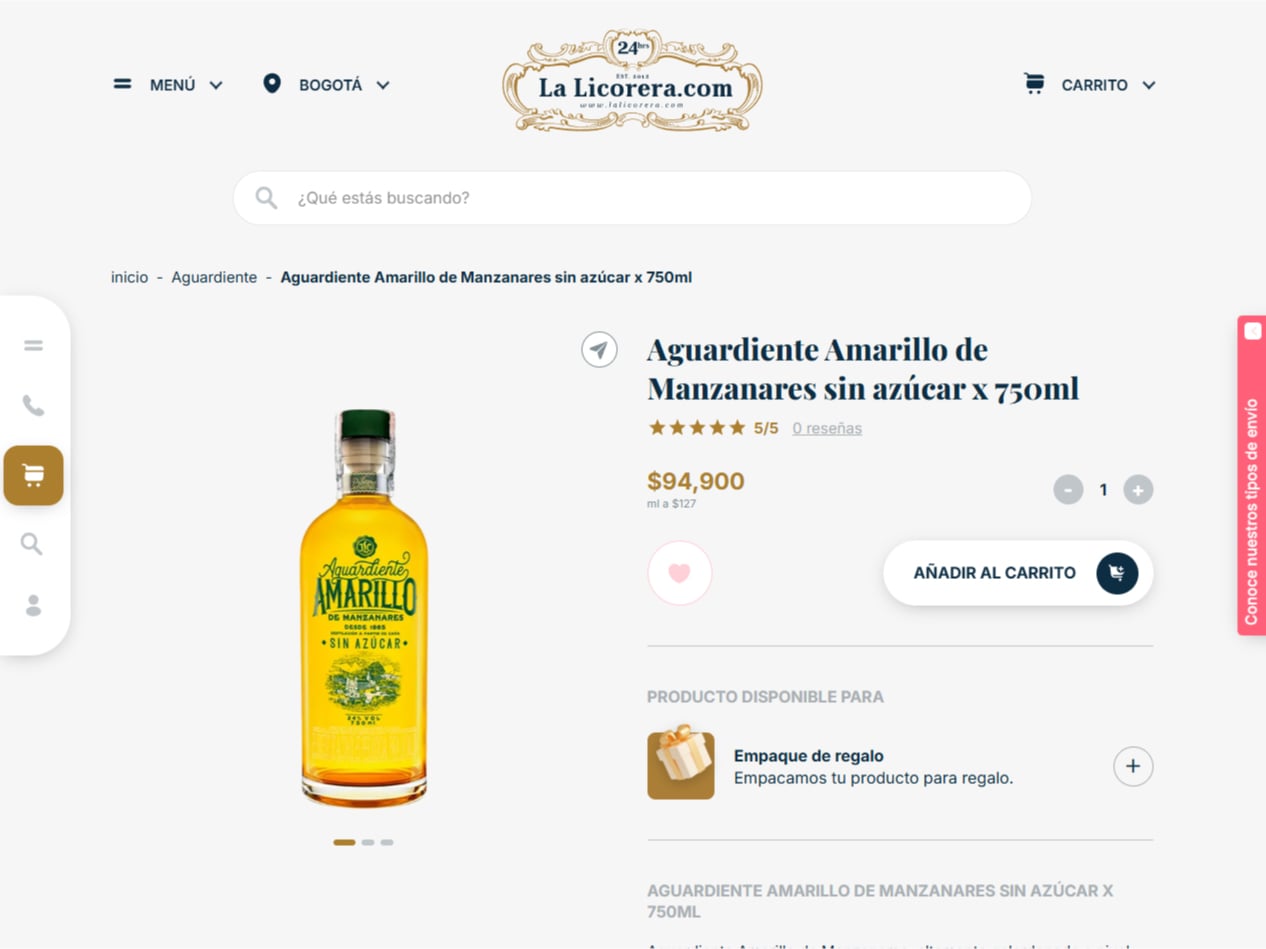 MENÚ
BOGOTÁ
24hrs
EST. 2012
La Licorera.com
www.lalicorera.com
CARRITO
¿Qué estás buscando?
inicio - Aguardiente - Aguardiente Amarillo de Manzanares sin azúcar x 750ml
Aguardiente Amarillo de
Manzanares sin azúcar x 750ml
5/5 0 reseñas
$94,900
ml a $127
- 1 +
AÑADIR AL CARRITO
Aguardiente
AMARILLO
DE MANZANARES
DESDE 1885
SIN AZÚCAR
24% VOL
750 ml
PRODUCTO DISPONIBLE PARA
Empaque de regalo
Empacamos tu producto para regalo.
AGUARDIENTE AMARILLO DE MANZANARES SIN AZÚCAR X
750ML
Conoce nuestros tipos de envío